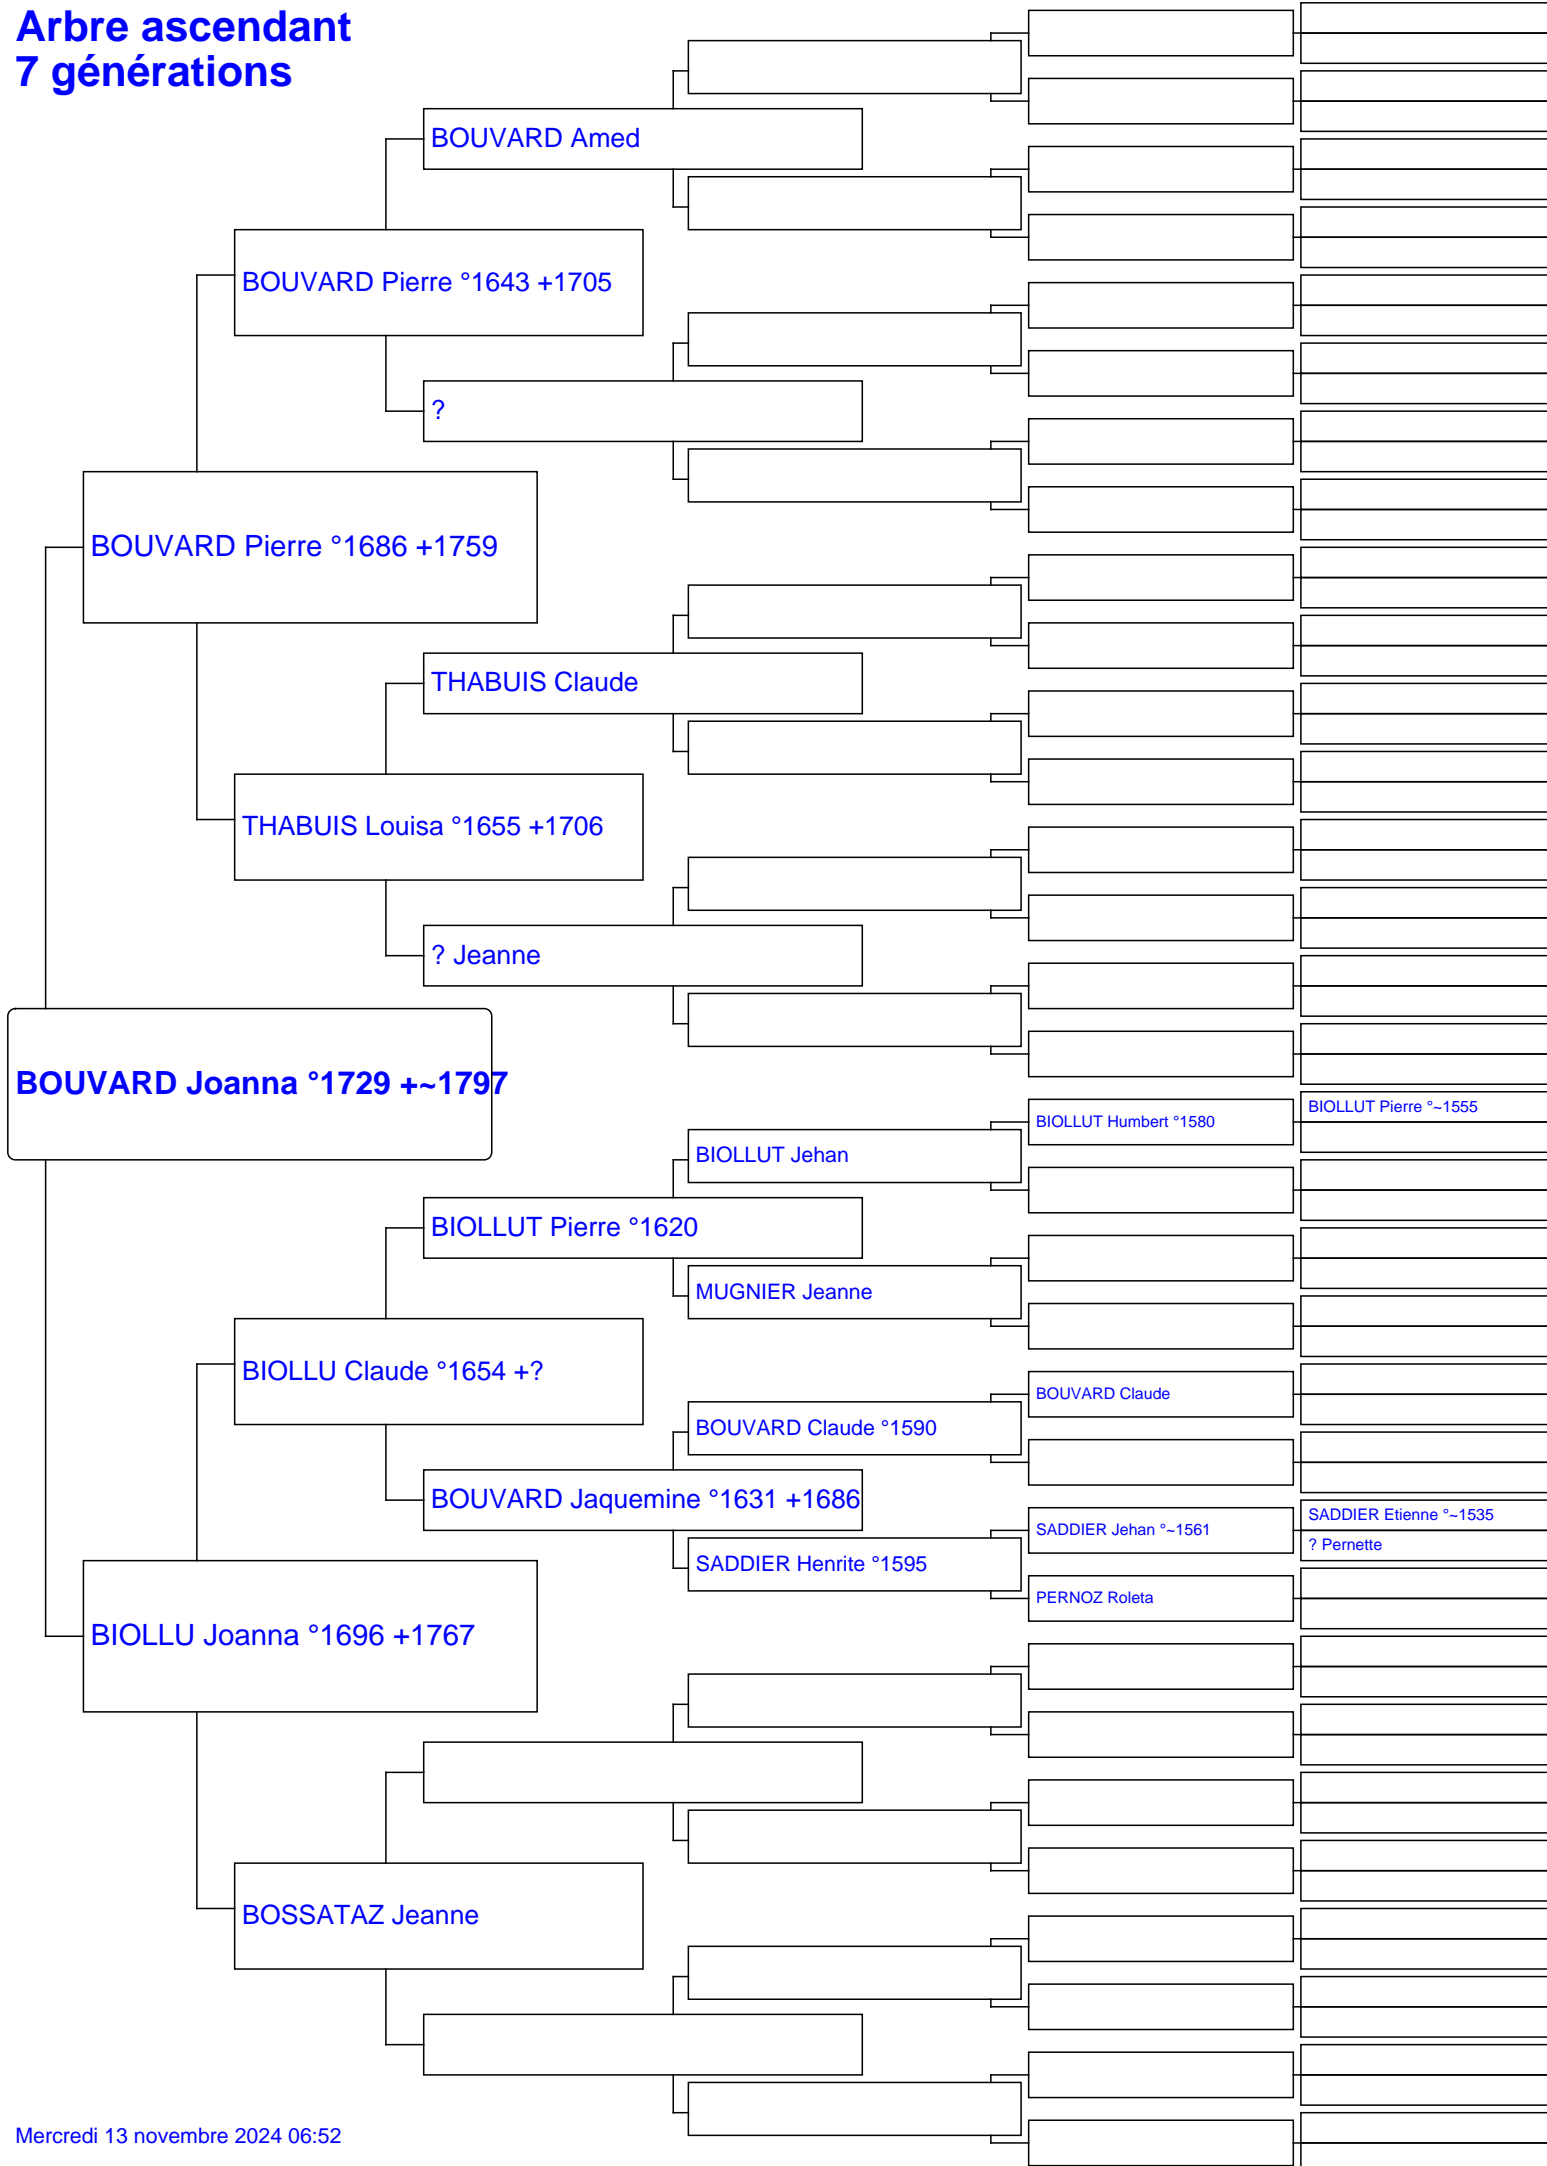 Arbre ascendant
7 générations
BOUVARD Amed
BOUVARD Pierre °1643 +1705
?
BOUVARD Pierre °1686 +1759
THABUIS Claude
THABUIS Louisa °1655 +1706
? Jeanne
BOUVARD Joanna °1729 +~1797
BIOLLUT Pierre °~1555
BIOLLUT Humbert °1580
BIOLLUT Jehan
BIOLLUT Pierre °1620
MUGNIER Jeanne
BIOLLU Claude °1654 +?
BOUVARD Claude
BOUVARD Claude °1590
BOUVARD Jaquemine °1631 +1686
SADDIER Etienne °~1535
SADDIER Jehan °~1561
? Pernette
SADDIER Henrite °1595
PERNOZ Roleta
BIOLLU Joanna °1696 +1767
BOSSATAZ Jeanne
Mercredi 13 novembre 2024 06:52